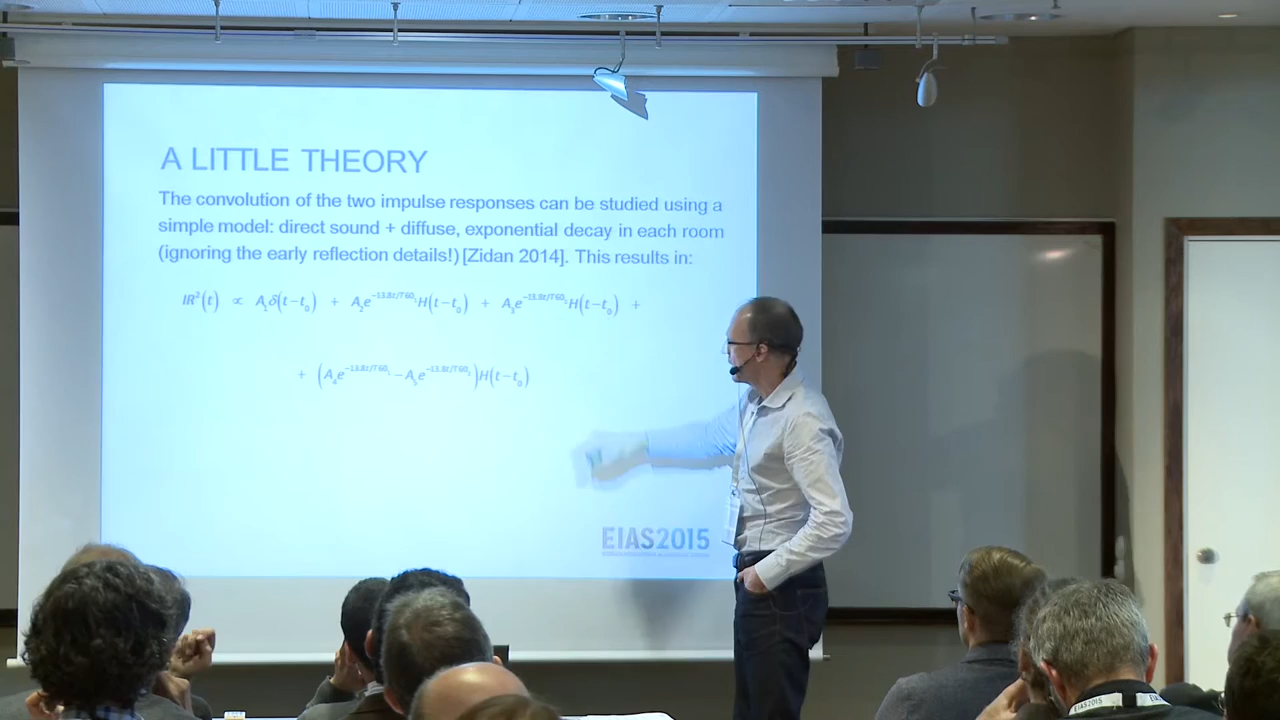 A LITTLE THEORY
The convolution of the two impulse responses can be studied using a
simple model: direct sound + diffuse, exponential decay in each room
(ignoring the early reflection details!) [Zidan 2014]. This results in:
IR²(t) ∝ A₁δ(t−t₀) + A₂e^(−13.8t/T60₁)H(t−t₀) + A₃e^(−13.8t/T60₂)H(t−t₀) +
+ (A₄e^(−13.8t/T60₁) − A₅e^(−13.8t/T60₂))H(t−t₀)
EIAS2015
EIAS2015